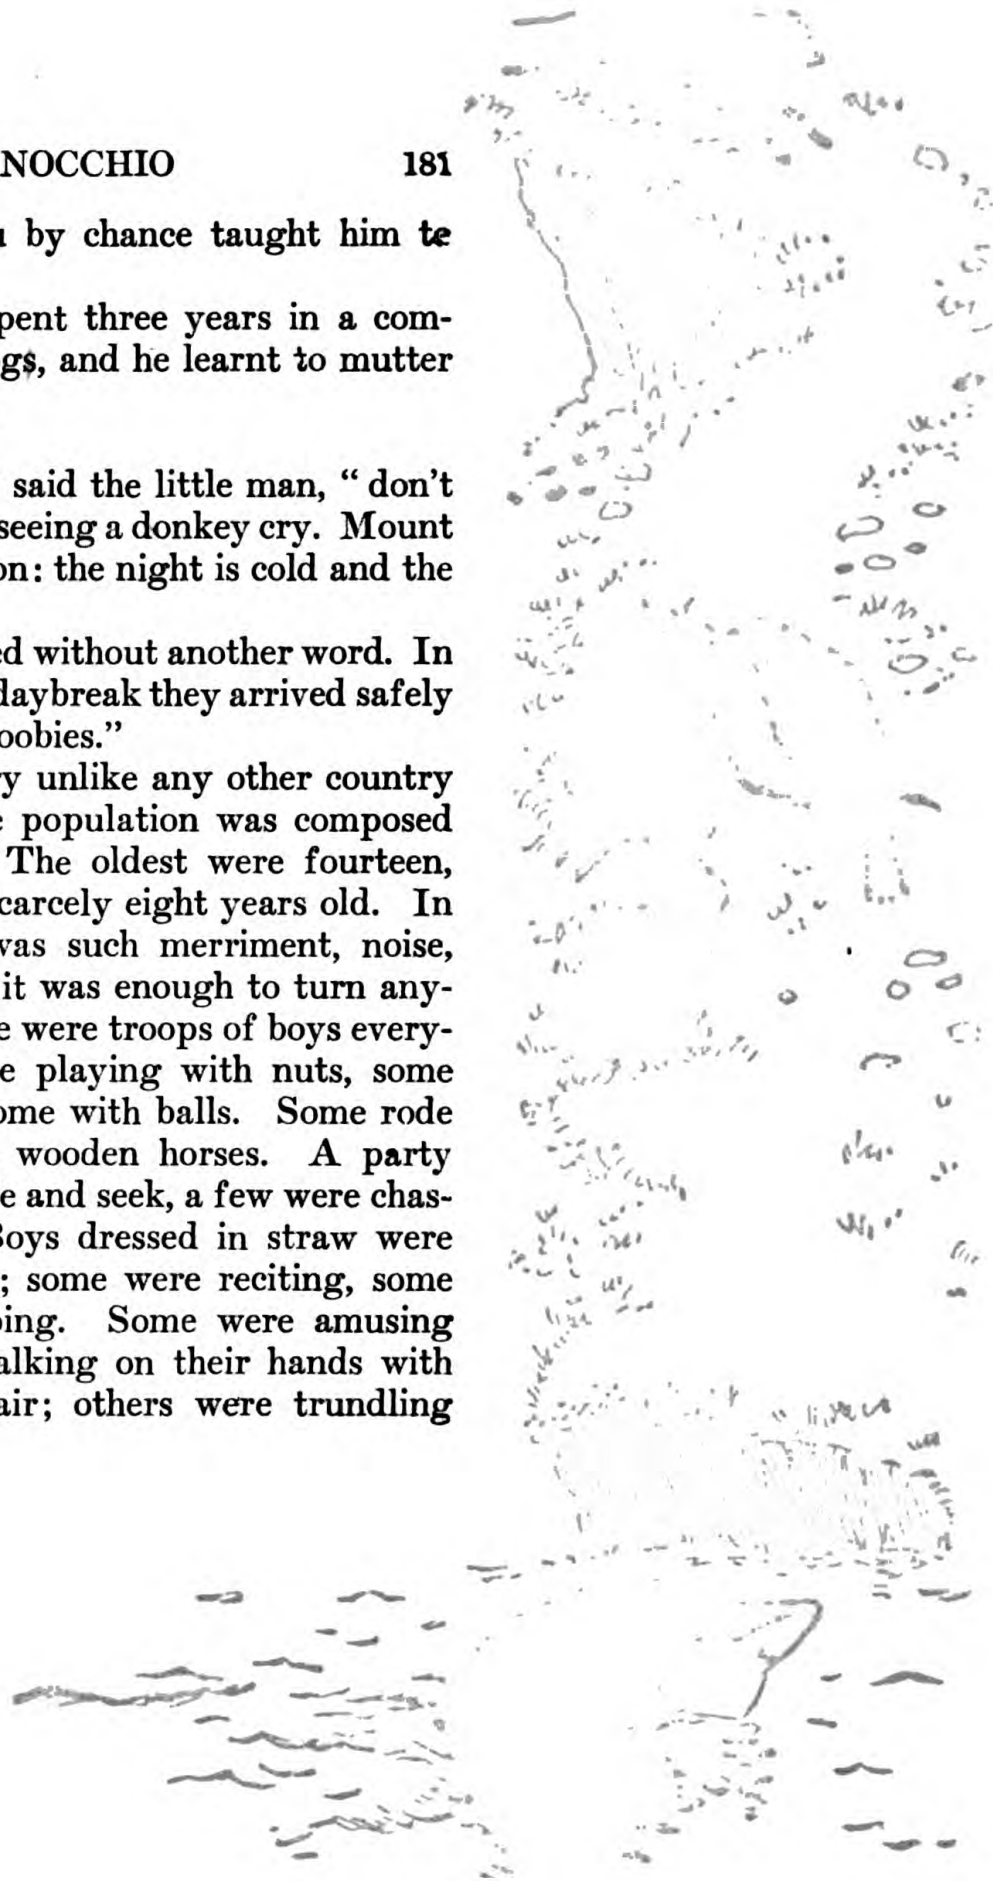 NOCCHIO 181
by chance taught him te
pent three years in a com-
gs, and he learnt to mutter
said the little man, “ don’t
seeing a donkey cry. Mount
on: the night is cold and the
ed without another word. In
daybreak they arrived safely
oobies.”
y unlike any other country
population was composed
The oldest were fourteen,
carcely eight years old. In
was such merriment, noise,
it was enough to turn any-
e were troops of boys every-
e playing with nuts, some
ome with balls. Some rode
wooden horses. A party
e and seek, a few were chas-
Boys dressed in straw were
; some were reciting, some
ping. Some were amusing
alking on their hands with
air; others were trundling